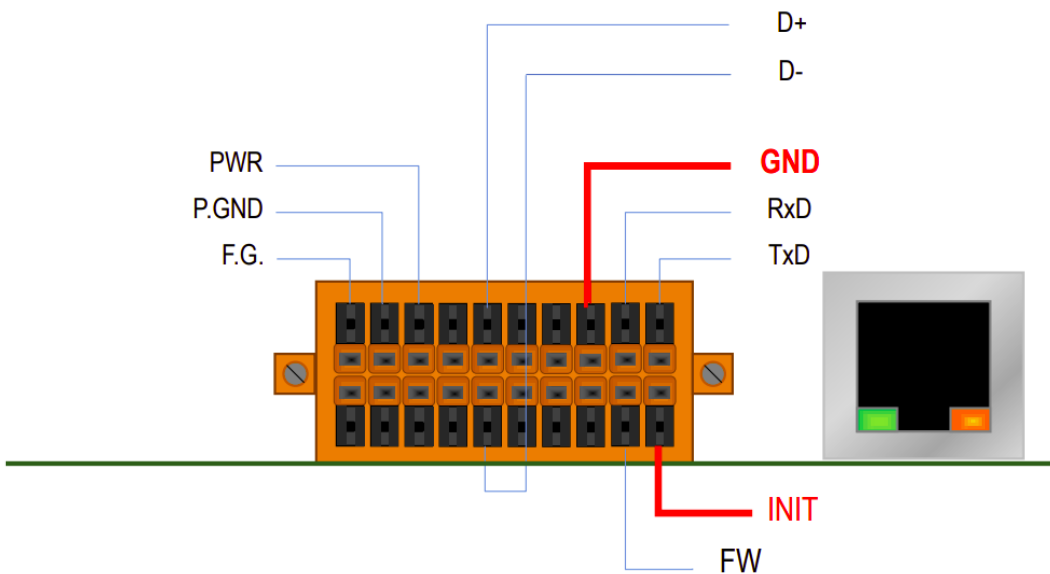 D+
D-
PWR
GND
P.GND
RxD
F.G.
TxD
INIT
FW